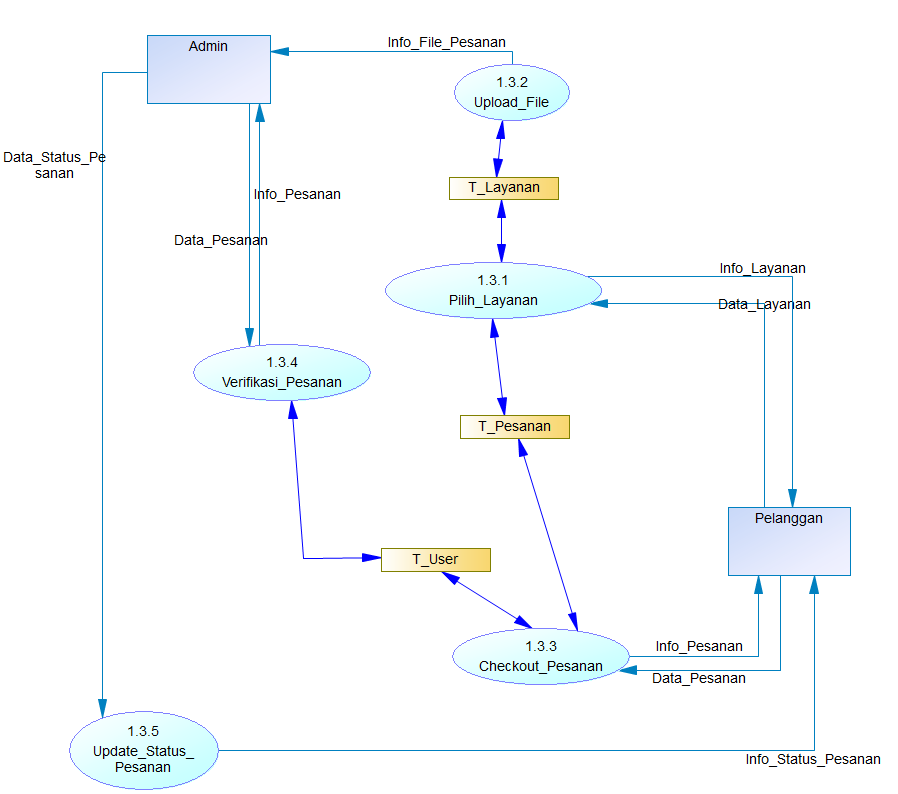 Admin
Info_File_Pesanan
1.3.2
Upload_File
Data_Status_Pe
sanan
T_Layanan
Info_Pesanan
Data_Pesanan
1.3.1
Pilih_Layanan
Info_Layanan
Data_Layanan
1.3.4
Verifikasi_Pesanan
T_Pesanan
Pelanggan
T_User
1.3.3
Checkout_Pesanan
Info_Pesanan
Data_Pesanan
1.3.5
Update_Status_
Pesanan
Info_Status_Pesanan